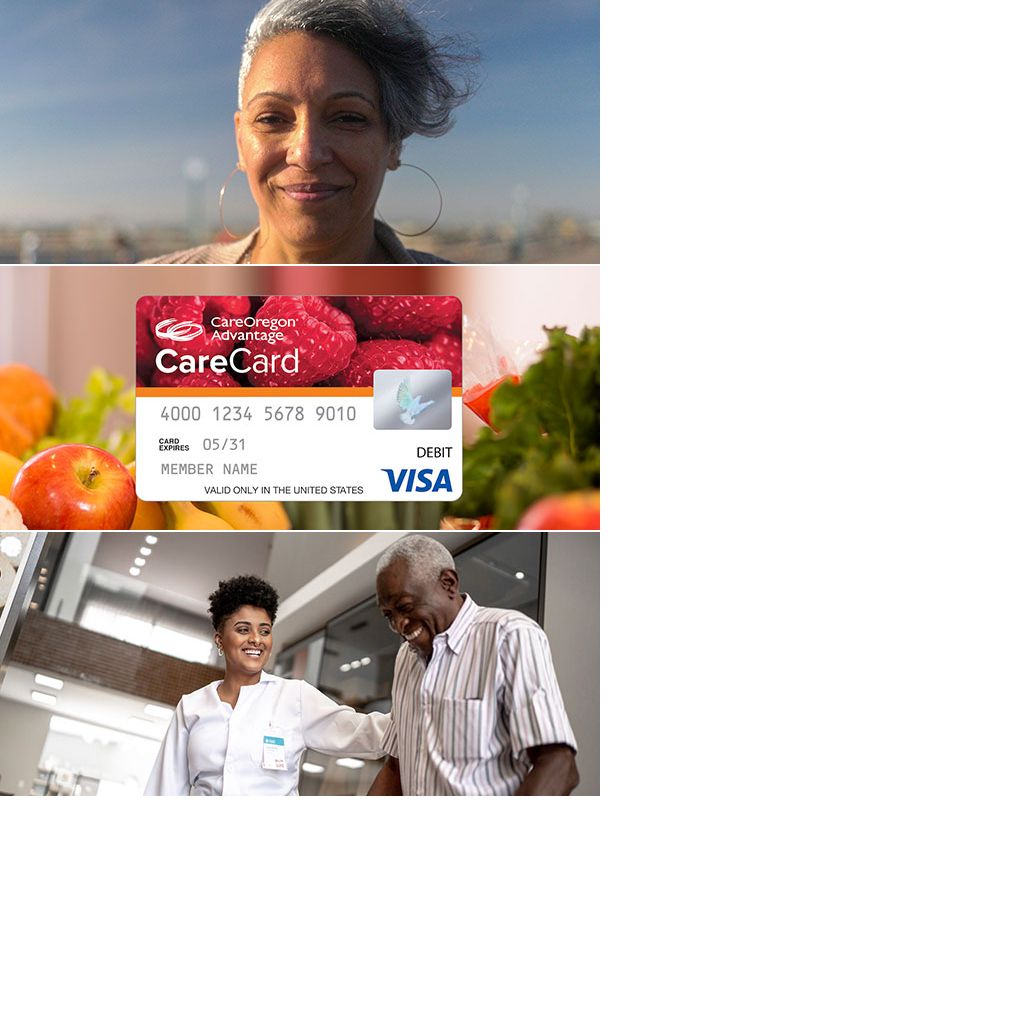 CareOregon®
Advantage
CareCard
4000 1234 5678 9010
CARD
EXPIRES 05/31
MEMBER NAME
DEBIT
VISA
VALID ONLY IN THE UNITED STATES